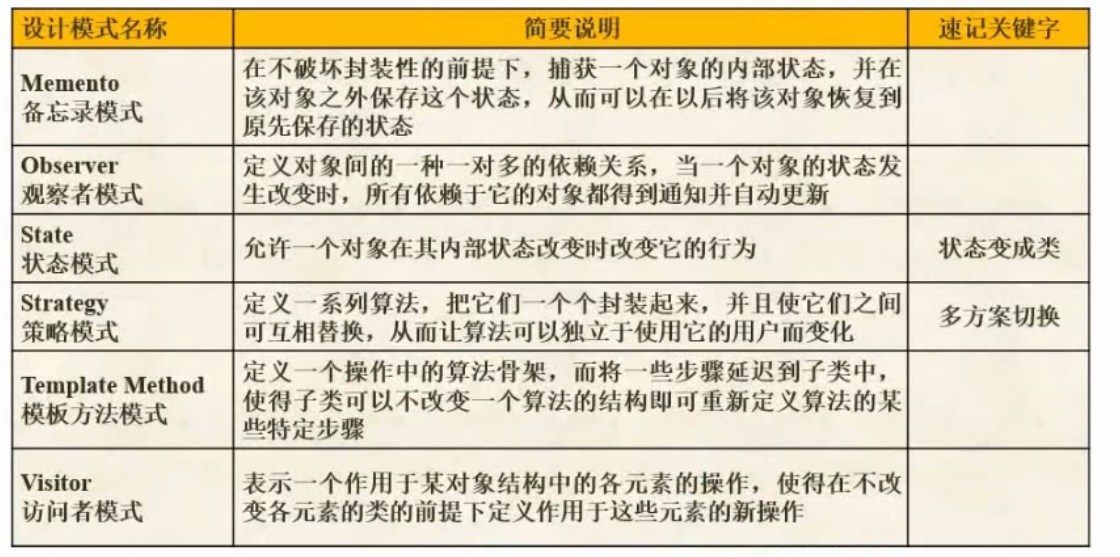 设计模式名称
简要说明
速记关键字
Memento
备忘录模式
在不破坏封装性的前提下，捕获一个对象的内部状态，并在
该对象之外保存这个状态，从而可以在以后将该对象恢复到
原先保存的状态
Observer
观察者模式
定义对象间的一种一对多的依赖关系，当一个对象的状态发
生改变时，所有依赖于它的对象都得到通知并自动更新
State
状态模式
允许一个对象在其内部状态改变时改变它的行为
状态变成类
Strategy
策略模式
定义一系列算法，把它们一个个封装起来，并且使它们之间
可互相替换，从而让算法可以独立于使用它的用户而变化
多方案切换
Template Method
模板方法模式
定义一个操作中的算法骨架，而将一些步骤延迟到子类中，
使得子类可以不改变一个算法的结构即可重新定义算法的某
些特定步骤
Visitor
访问者模式
表示一个作用于某对象结构中的各元素的操作，使得在不改
变各元素的类的前提下定义作用于这些元素的新操作